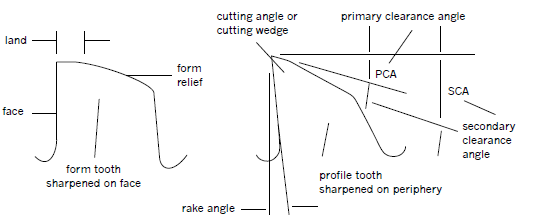 cutting angle or
cutting wedge
primary clearance angle
land
form
relief
PCA
SCA
face
secondary
clearance
angle
form tooth
sharpened on face
profile tooth
sharpened on periphery
rake angle